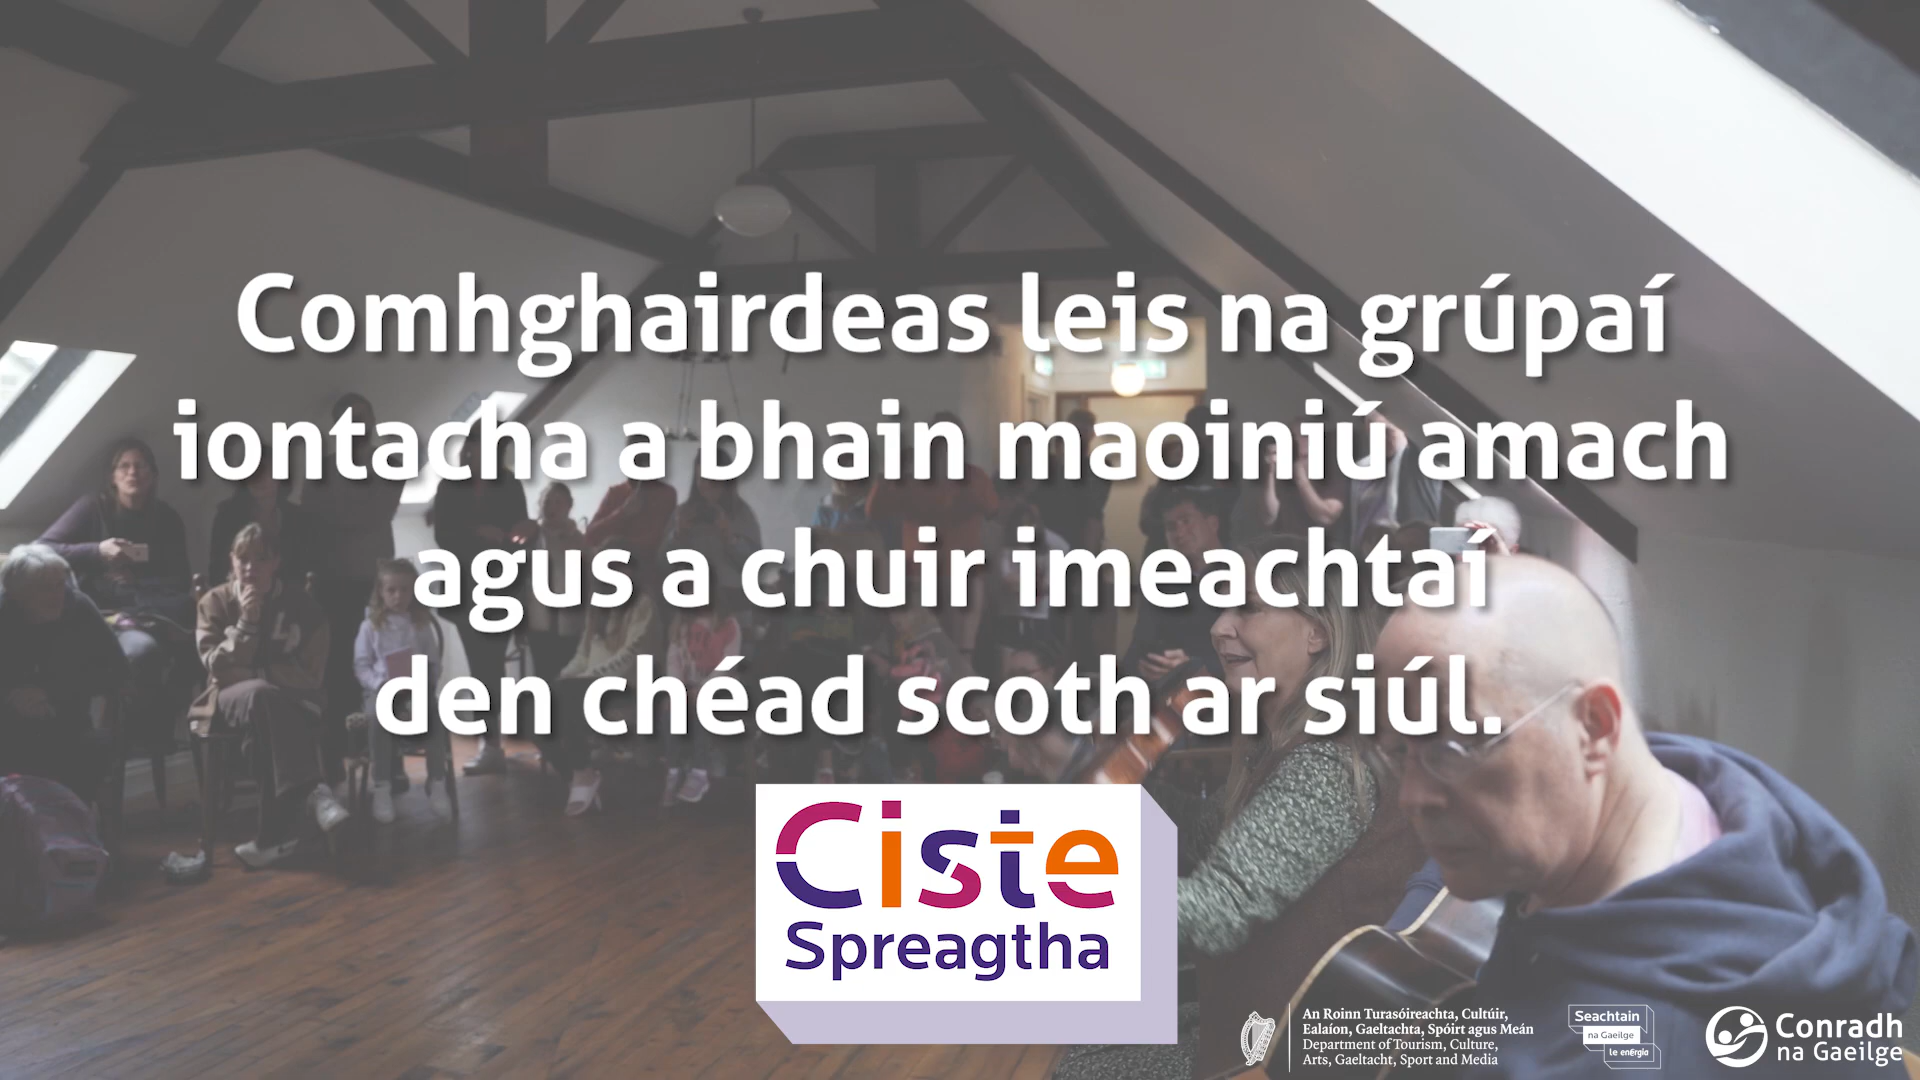 Comhghairdeas leis na grúpaí
iontacha a bhain maoiniú amach
agus a chuir imeachtaí
den chéad scoth ar siúl.
Ciste
Spreagtha
An Roinn Turasóireachta, Cultúir,
Ealaíon, Gaeltachta, Spóirt agus Meán
Department of Tourism, Culture,
Arts, Gaeltacht, Sport and Media
Seachtain
na Gaeilge
le energia
Conradh
na Gaeilge